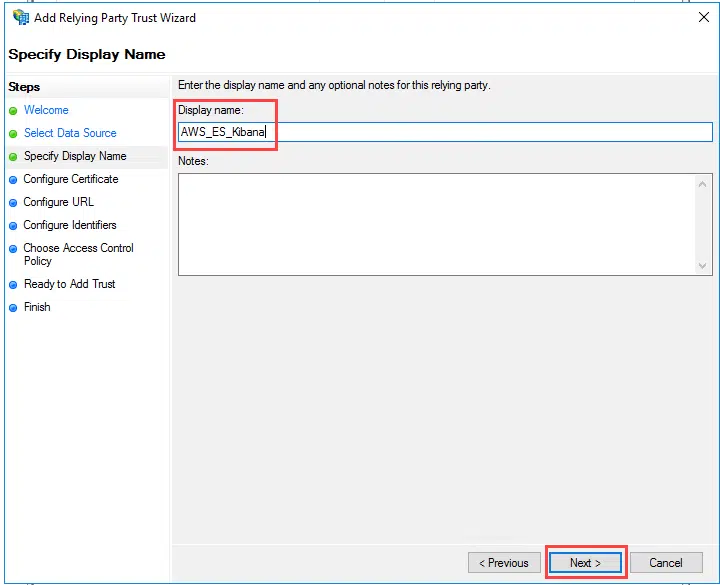 Add Relying Party Trust Wizard
Specify Display Name
Steps
Welcome
Select Data Source
Specify Display Name
Configure Certificate
Configure URL
Configure Identifiers
Choose Access Control
Policy
Ready to Add Trust
Finish
Enter the display name and any optional notes for this relying party.
Display name:
AWS_ES_Kibana
Notes:
< Previous
Next >
Cancel